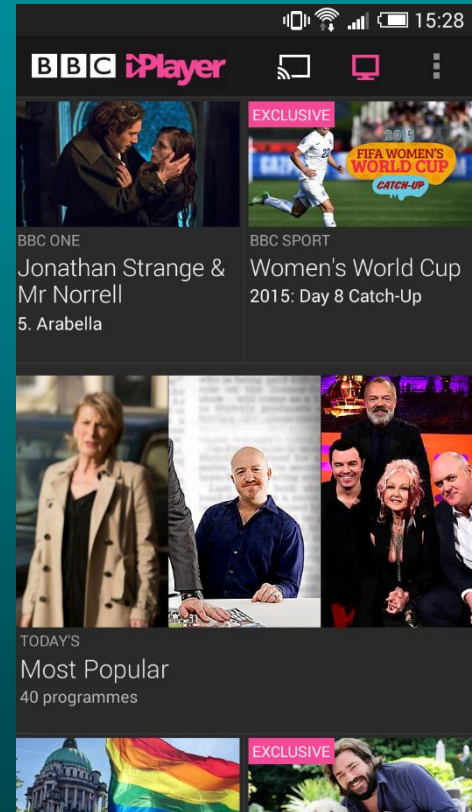 15:28
BBC iPlayer
EXCLUSIVE
2015
FIFA WOMEN'S
WORLD CUP
CATCH-UP
BBC ONE
Jonathan Strange &
Mr Norrell
5. Arabella
BBC SPORT
Women's World Cup
2015: Day 8 Catch-Up
TODAY'S
Most Popular
40 programmes
EXCLUSIVE